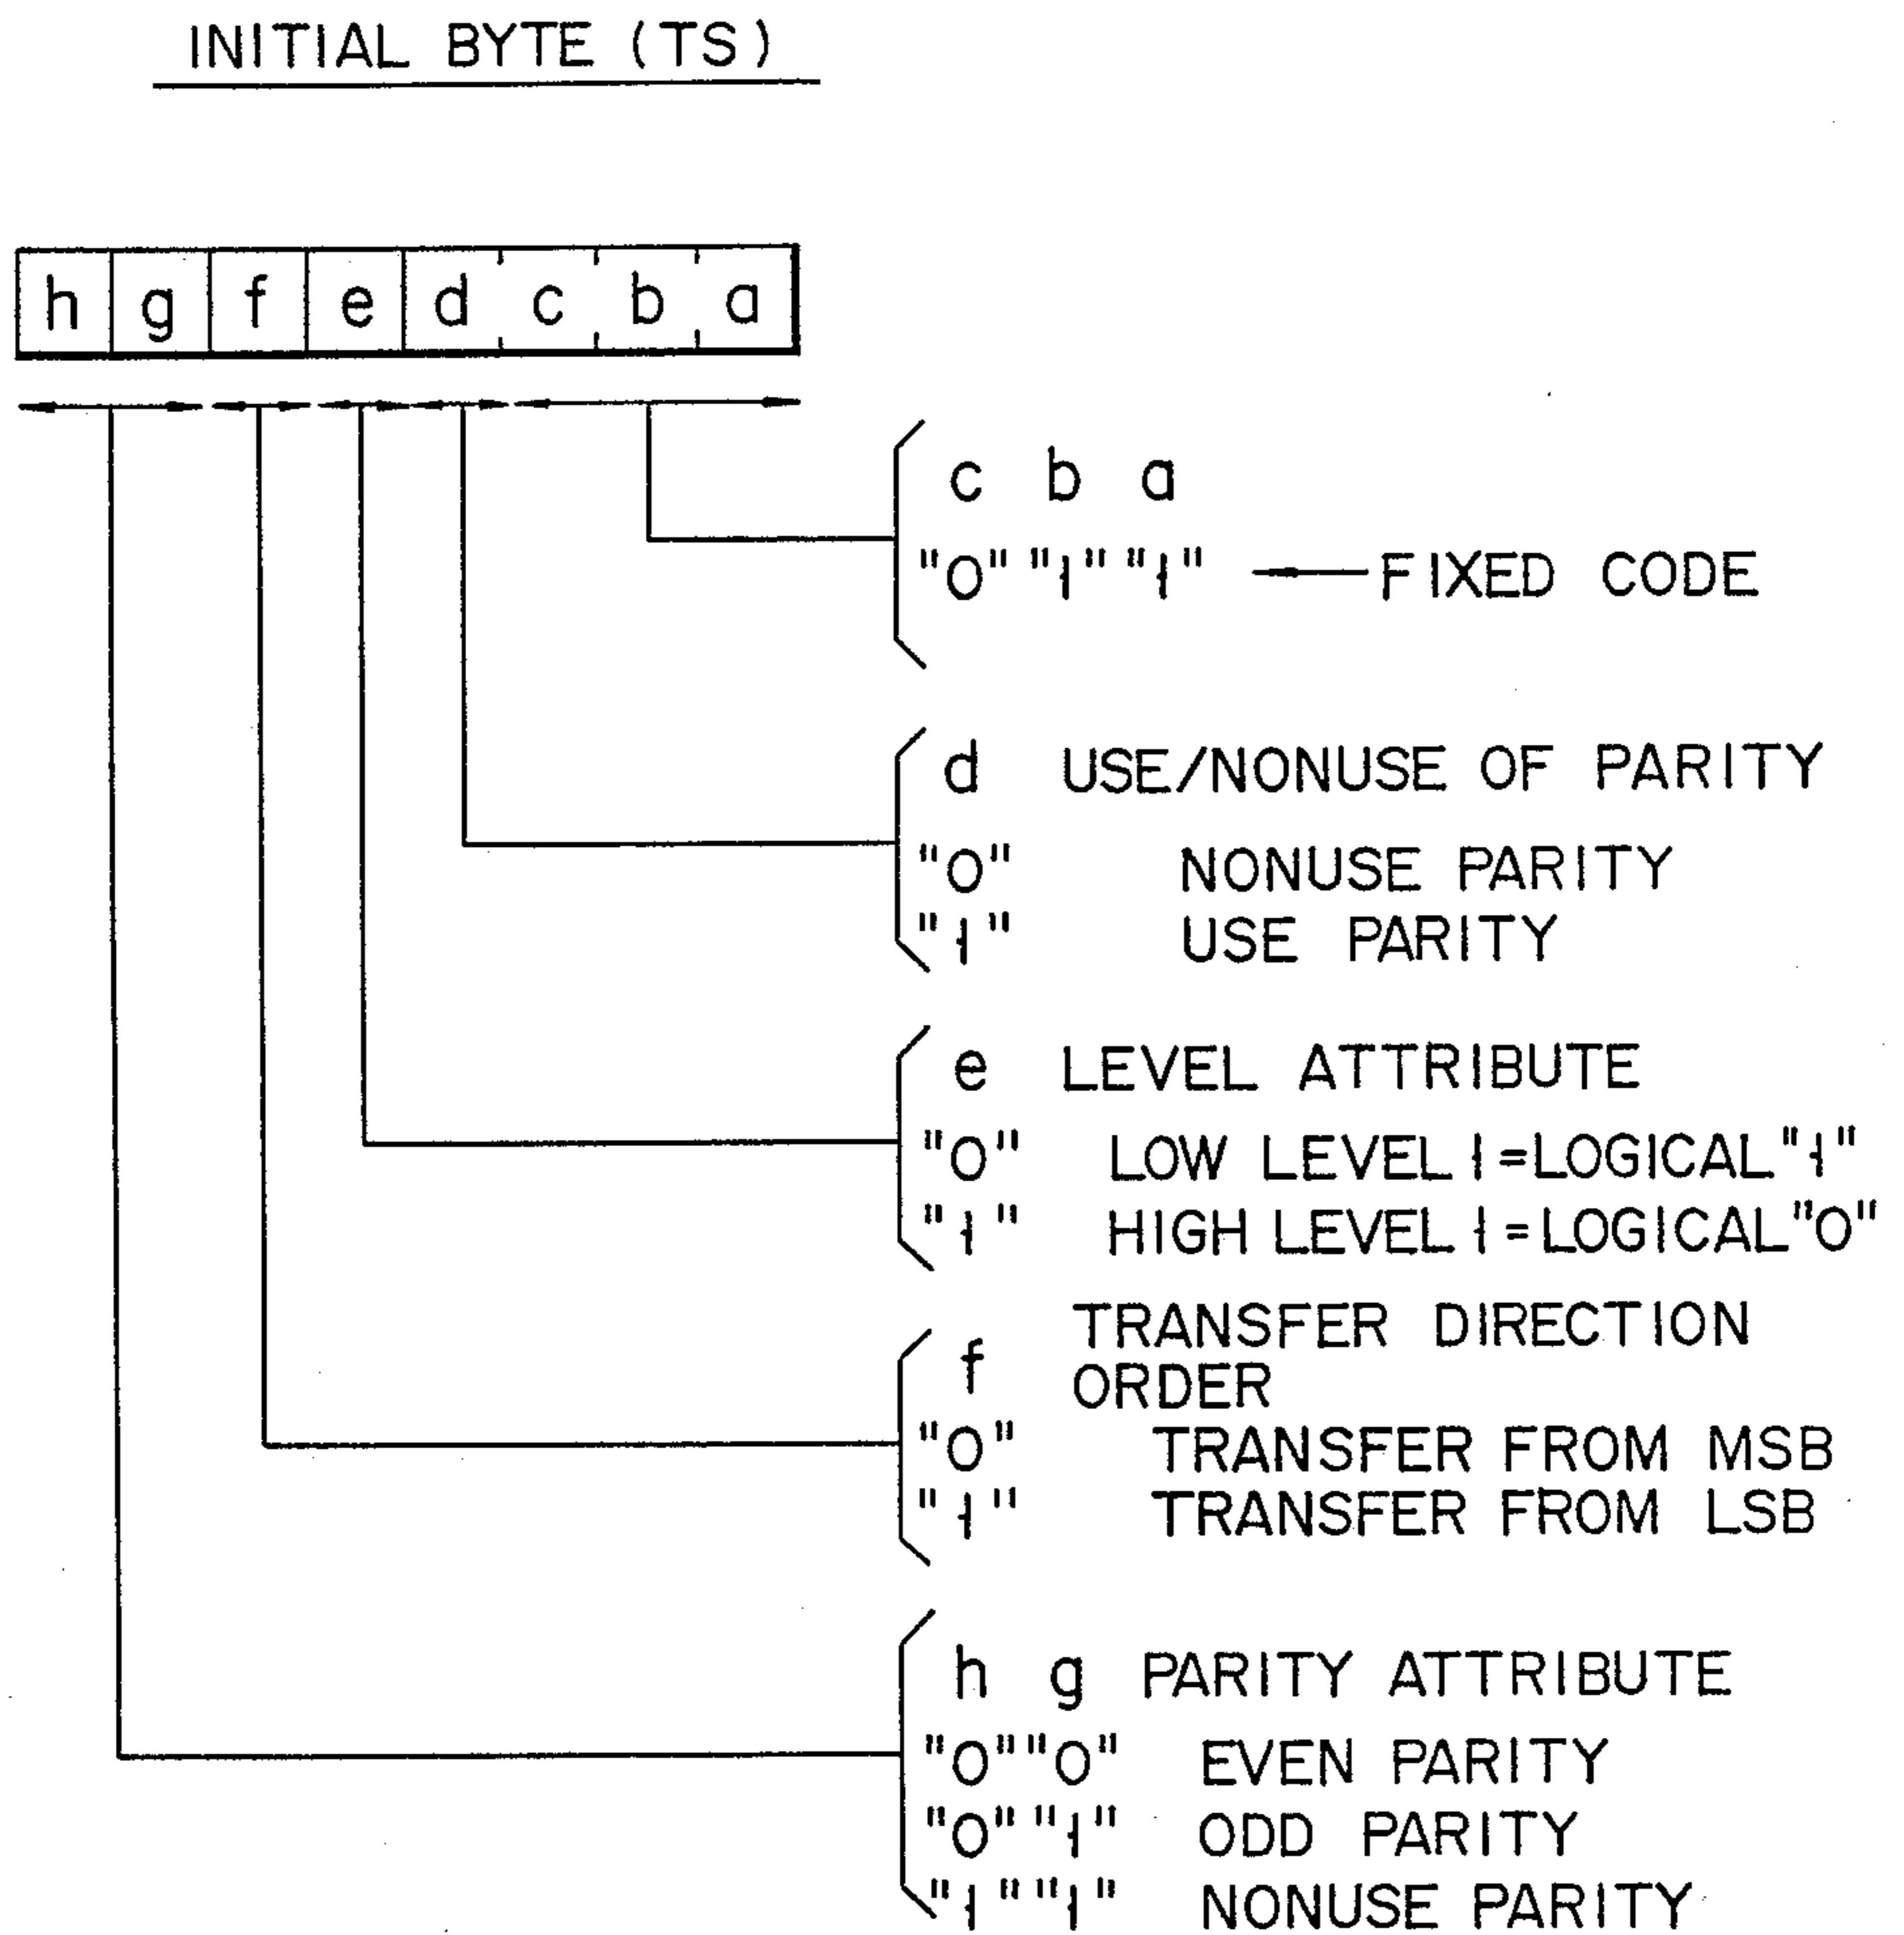 INITIAL BYTE (TS)
h g f e d c b a
c b a
"0" "1" "1" FIXED CODE
d USE/NONUSE OF PARITY
"0" NONUSE PARITY
"1" USE PARITY
e LEVEL ATTRIBUTE
"0" LOW LEVEL 1=LOGICAL "1"
"1" HIGH LEVEL 1=LOGICAL "0"
f TRANSFER DIRECTION
ORDER
"0" TRANSFER FROM MSB
"1" TRANSFER FROM LSB
h g PARITY ATTRIBUTE
"0" "0" EVEN PARITY
"0" "1" ODD PARITY
"1" "1" NONUSE PARITY